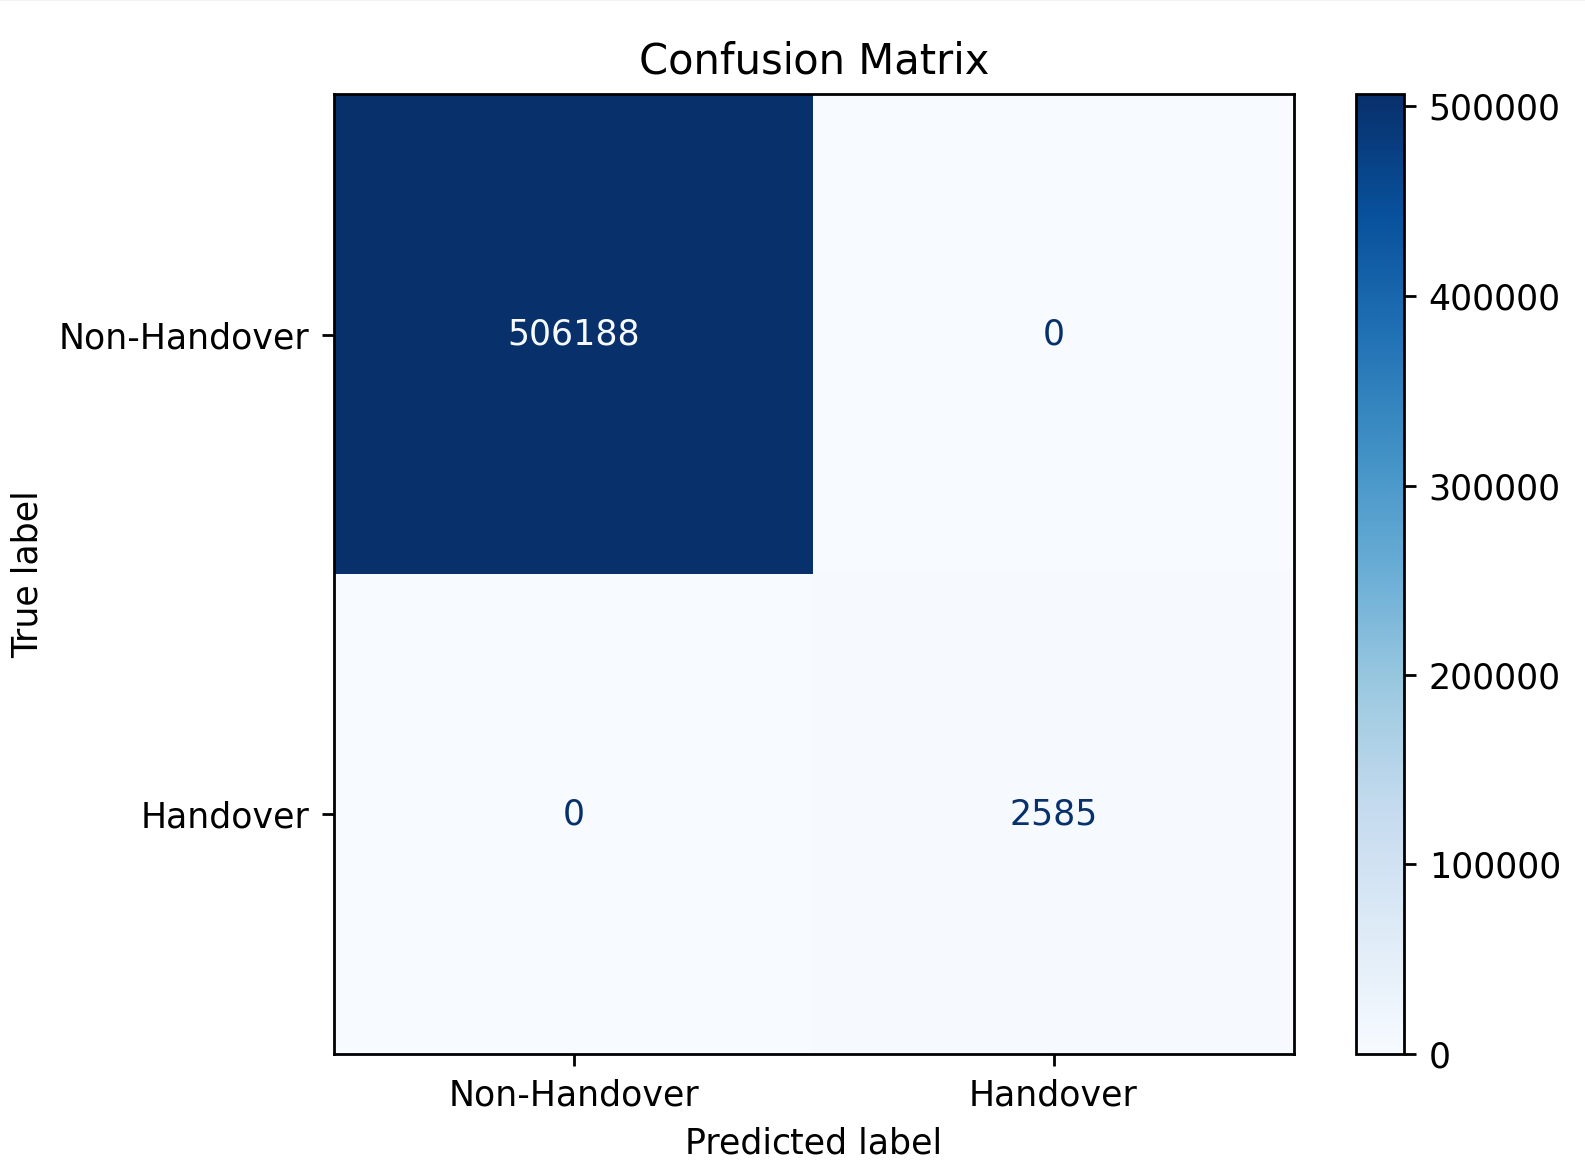 Confusion Matrix
Non-Handover
Handover
True label
506188
0
0
2585
Non-Handover
Handover
Predicted label
500000
400000
300000
200000
100000
0